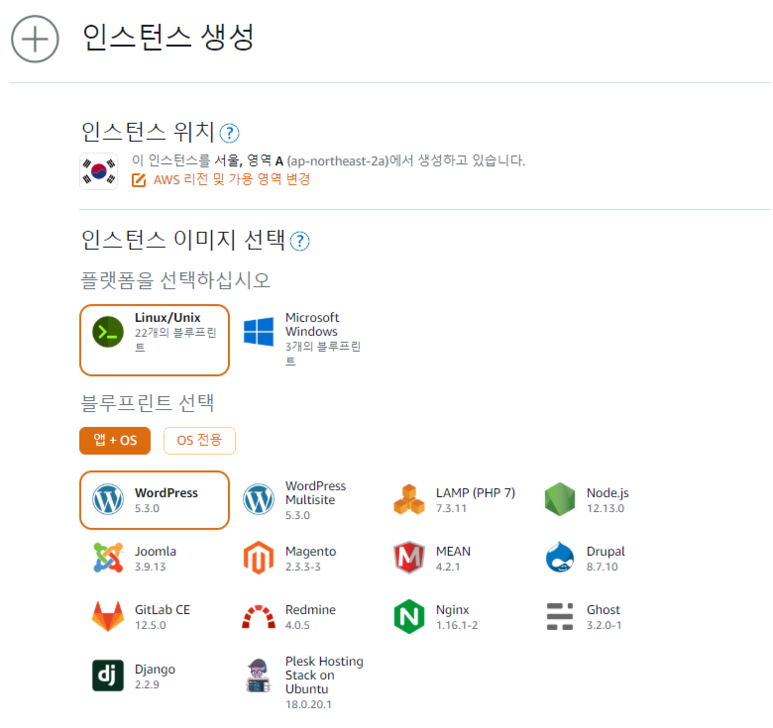 인스턴스 생성
인스턴스 위치 ?
이 인스턴스를 서울, 영역 A (ap-northeast-2a)에서 생성하고 있습니다.
AWS 리전 및 가용 영역 변경
인스턴스 이미지 선택 ?
플랫폼을 선택하십시오
Linux/Unix
22개의 블루프린
트
Microsoft
Windows
3개의 블루프린
트
블루프린트 선택
앱 + OS
OS 전용
WordPress
5.3.0
WordPress
Multisite
5.3.0
LAMP (PHP 7)
7.3.11
Node.js
12.13.0
Joomla
3.9.13
Magento
2.3.3-3
MEAN
4.2.1
Drupal
8.7.10
GitLab CE
12.5.0
Redmine
4.0.5
Nginx
1.16.1-2
Ghost
3.2.0-1
dj
Django
2.2.9
Plesk Hosting
Stack on
Ubuntu
18.0.20.1